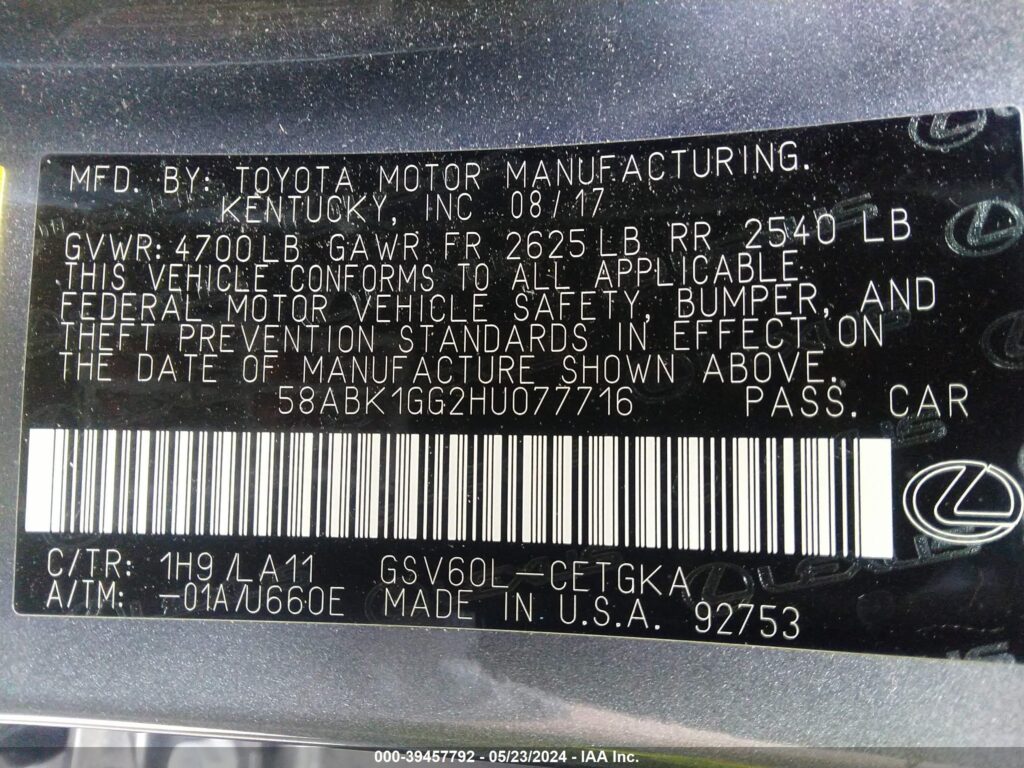 MFD. BY: TOYOTA MOTOR MANUFACTURING.
KENTUCKY, INC 08/17
GVWR: 4700LB GAWR FR 2625 LB RR 2540 LB
THIS VEHICLE CONFORMS TO ALL APPLICABLE
FEDERAL MOTOR VEHICLE SAFETY, BUMPER, AND
THEFT PREVENTION STANDARDS IN EFFECT ON
THE DATE OF MANUFACTURE SHOWN ABOVE.
58ABK1GG2HU077716 PASS. CAR
C/TR: 1H9/LA11 GSV60L-CETGKA
A/TM: -01A/U660E MADE IN U.S.A. 92753
LEXUS
000-39457792 - 05/23/2024 - IAA Inc.